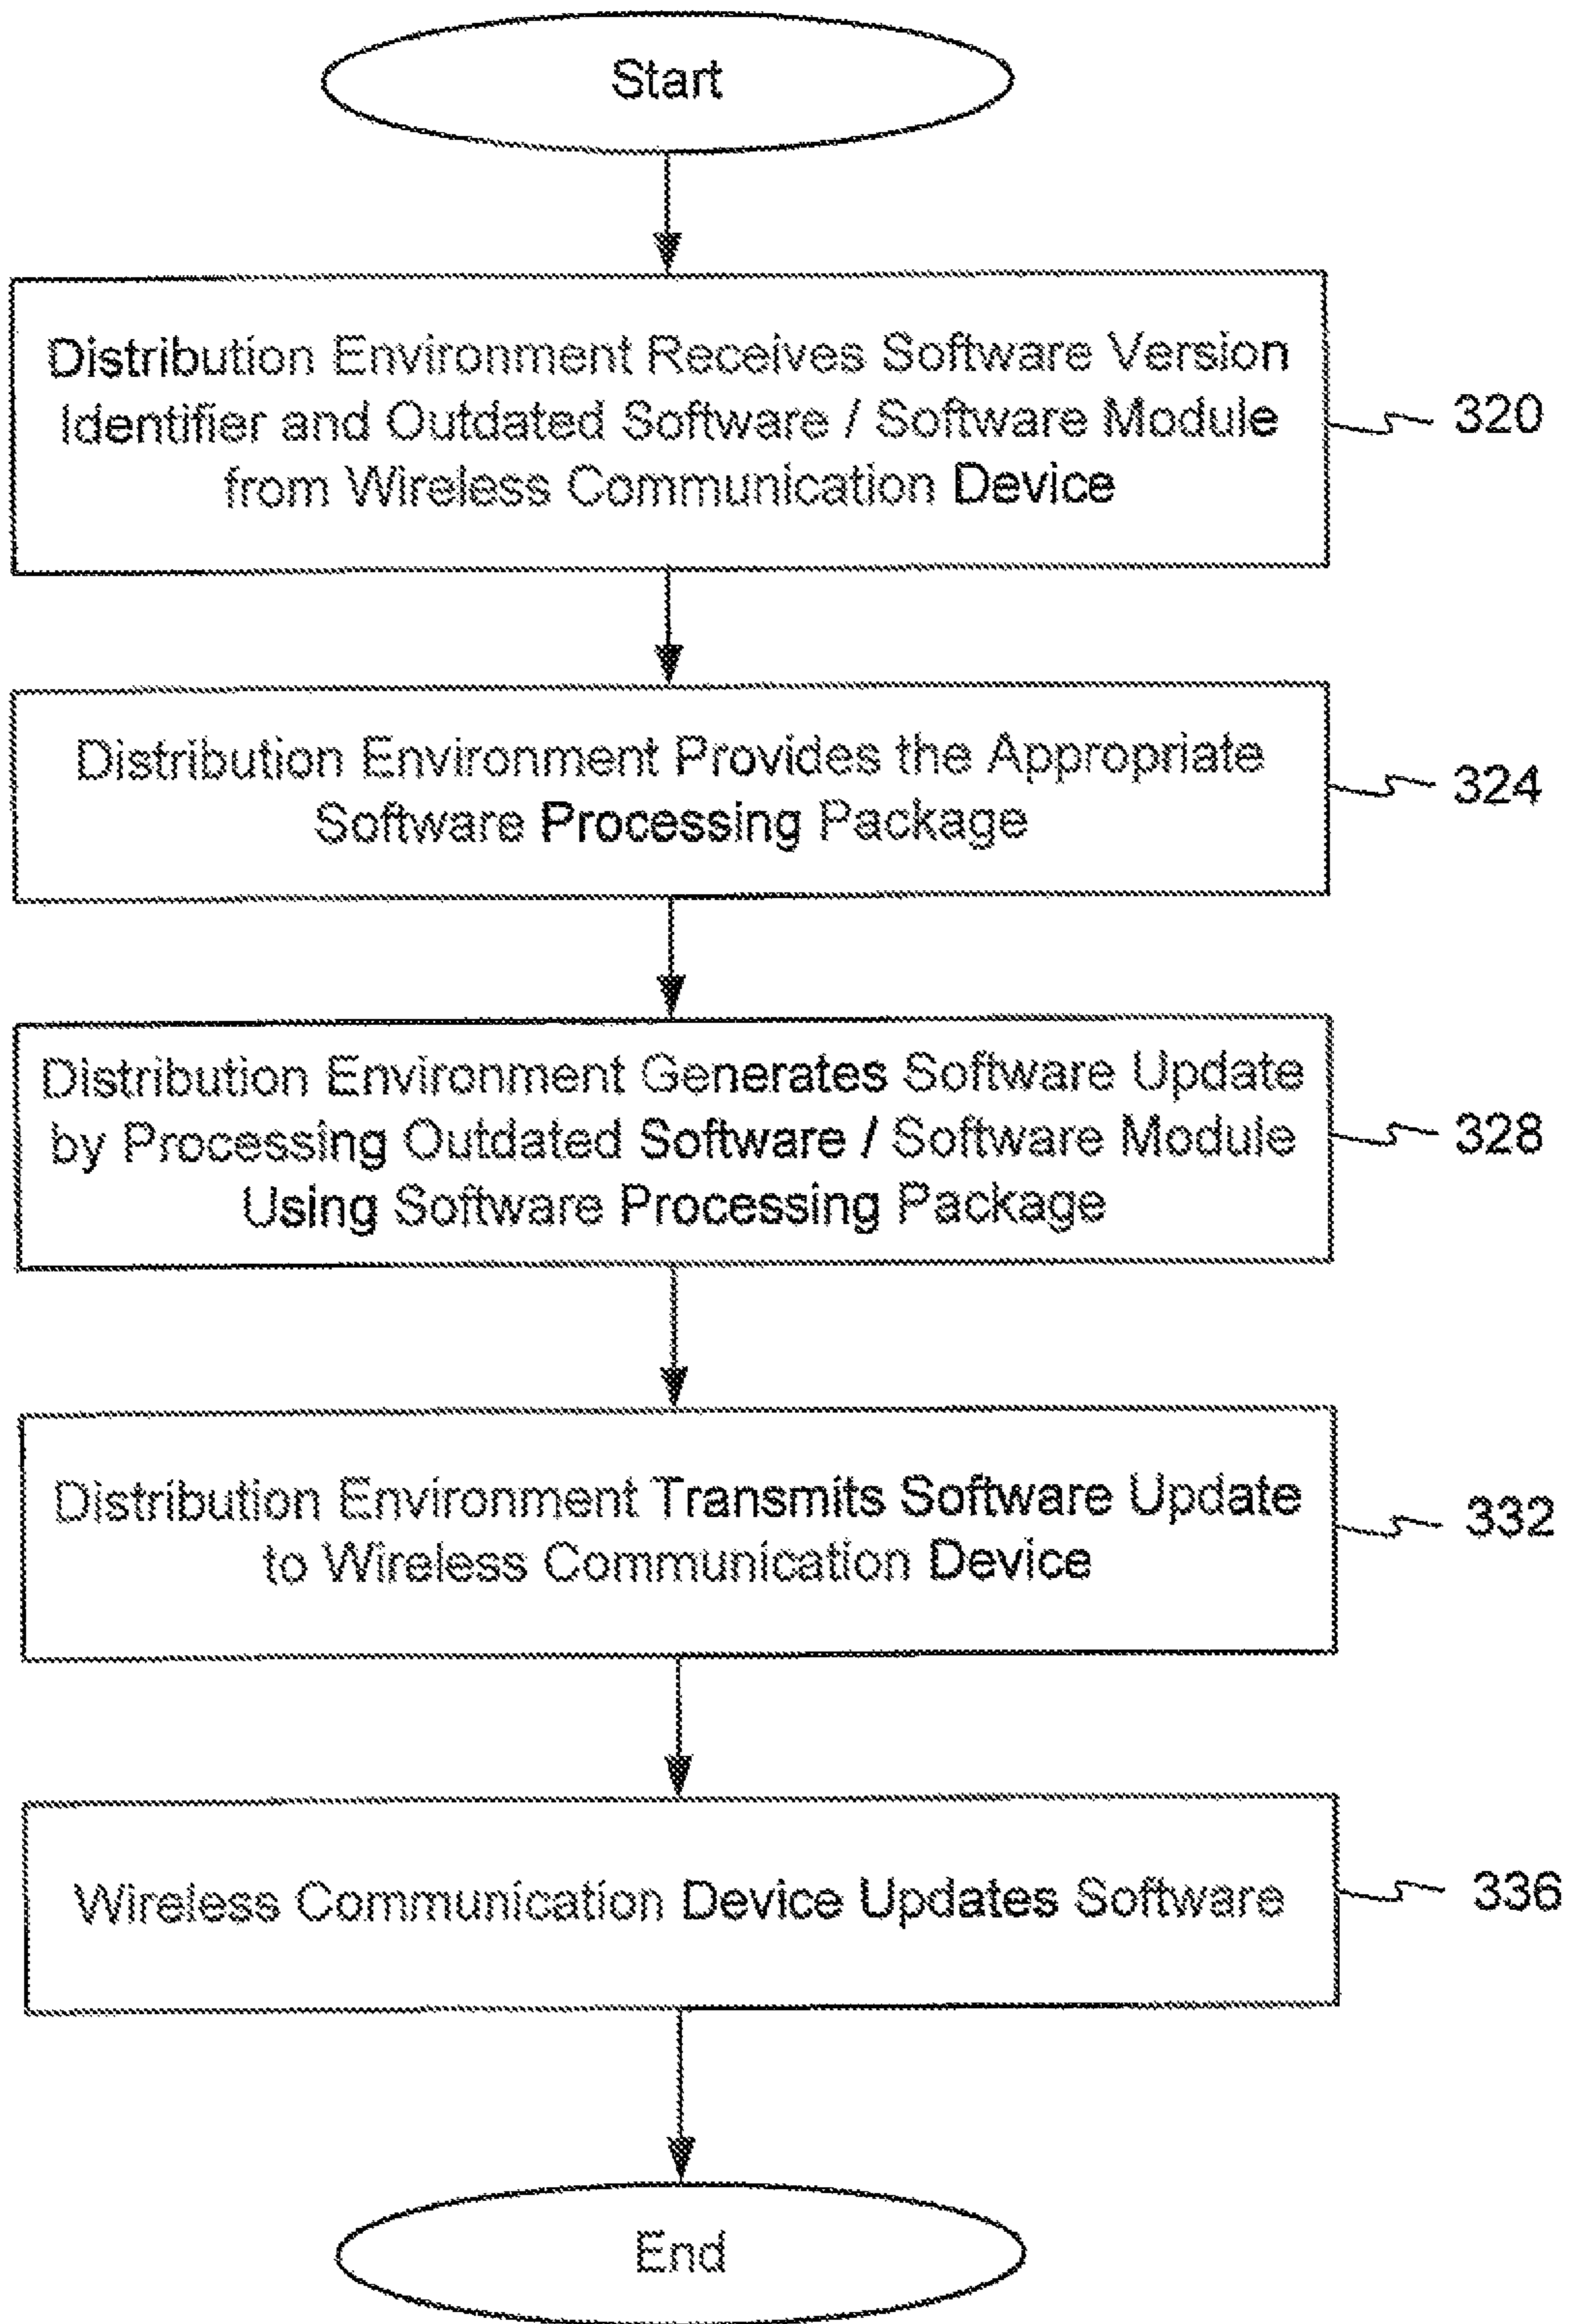 Start
Distribution Environment Receives Software Version
Identifier and Outdated Software / Software Module
from Wireless Communication Device
320
Distribution Environment Provides the Appropriate
Software Processing Package
324
Distribution Environment Generates Software Update
by Processing Outdated Software / Software Module
Using Software Processing Package
328
Distribution Environment Transmits Software Update
to Wireless Communication Device
332
Wireless Communication Device Updates Software
336
End